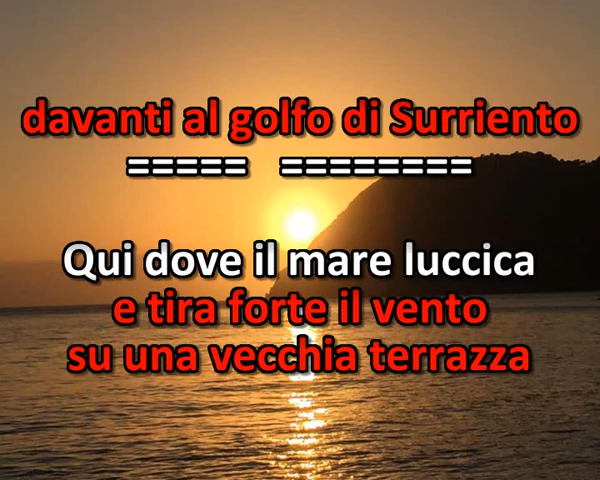 davanti al golfo di Surriento
===== ========
Qui dove il mare luccica
e tira forte il vento
su una vecchia terrazza